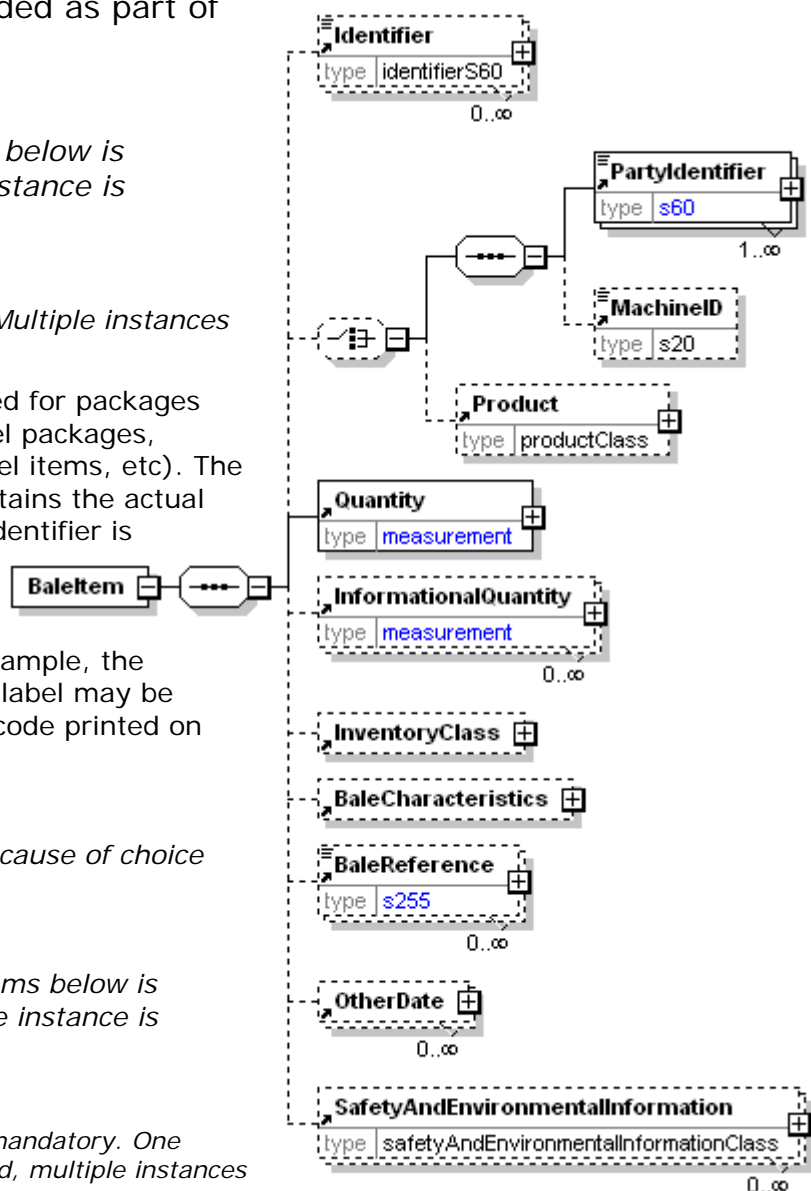 ded as part of
below is
stance is
Multiple instances
ed for packages
el packages,
el items, etc). The
tains the actual
dentifier is
ample, the
label may be
code printed on
cause of choice
ms below is
e instance is
mandatory. One
d, multiple instances
BaleItem
Identifier
type identifierS60
0..∞
PartyIdentifier
type s60
1..∞
MachineID
type s20
Product
type productClass
Quantity
type measurement
InformationalQuantity
type measurement
0..∞
InventoryClass
BaleCharacteristics
BaleReference
type s255
0..∞
OtherDate
0..∞
SafetyAndEnvironmentalInformation
type safetyAndEnvironmentalInformationClass
0..∞